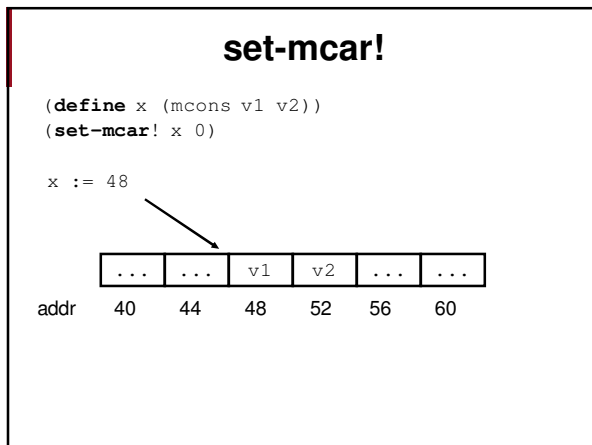 set-mcar!
(define x (mcons v1 v2))
(set-mcar! x 0)
x := 48
... ... v1 v2 ... ...
addr 40 44 48 52 56 60